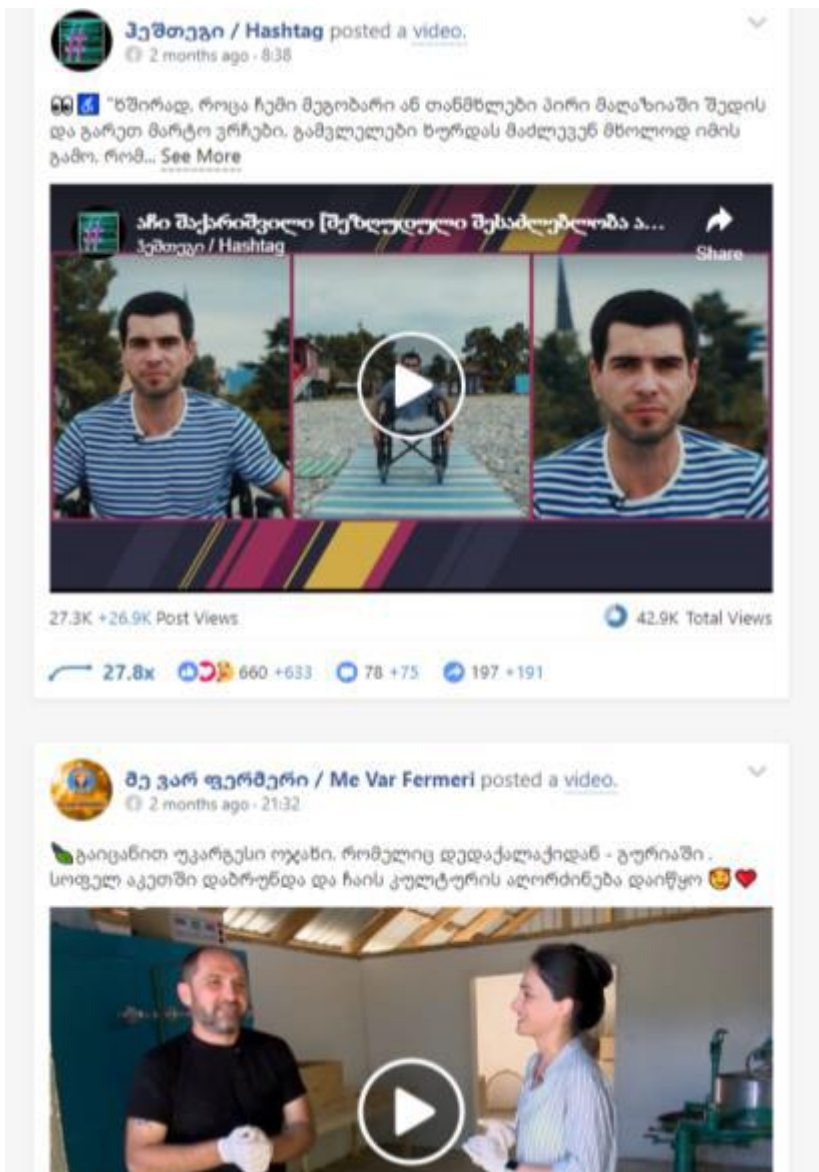 ჰეშთეგი / Hashtag posted a video.
2 months ago · 8:38
"ხშირად, როცა ჩემი მეგობარი ან თანმხლები პირი მაღაზიაში შედის
და გარეთ მარტო ვრჩები, გამვლელები ხურდას მაძლევენ მხოლოდ იმის
გამო, რომ... See More
აჩი შაქარიშვილი [შეზღუდული შესაძლებლობა ა...
ჰეშთეგი / Hashtag
Share
27.3K +26.9K Post Views
42.9K Total Views
27.8x 660 +633 78 +75 197 +191
მე ვარ ფერმერი / Me Var Fermeri posted a video.
2 months ago · 21:32
გაიცანით უკარგესი ოჯახი, რომელიც დედაქალაქიდან - გურიაში ,
სოფელ აკეთში დაბრუნდა და ჩაის კულტურის აღორძინება დაიწყო